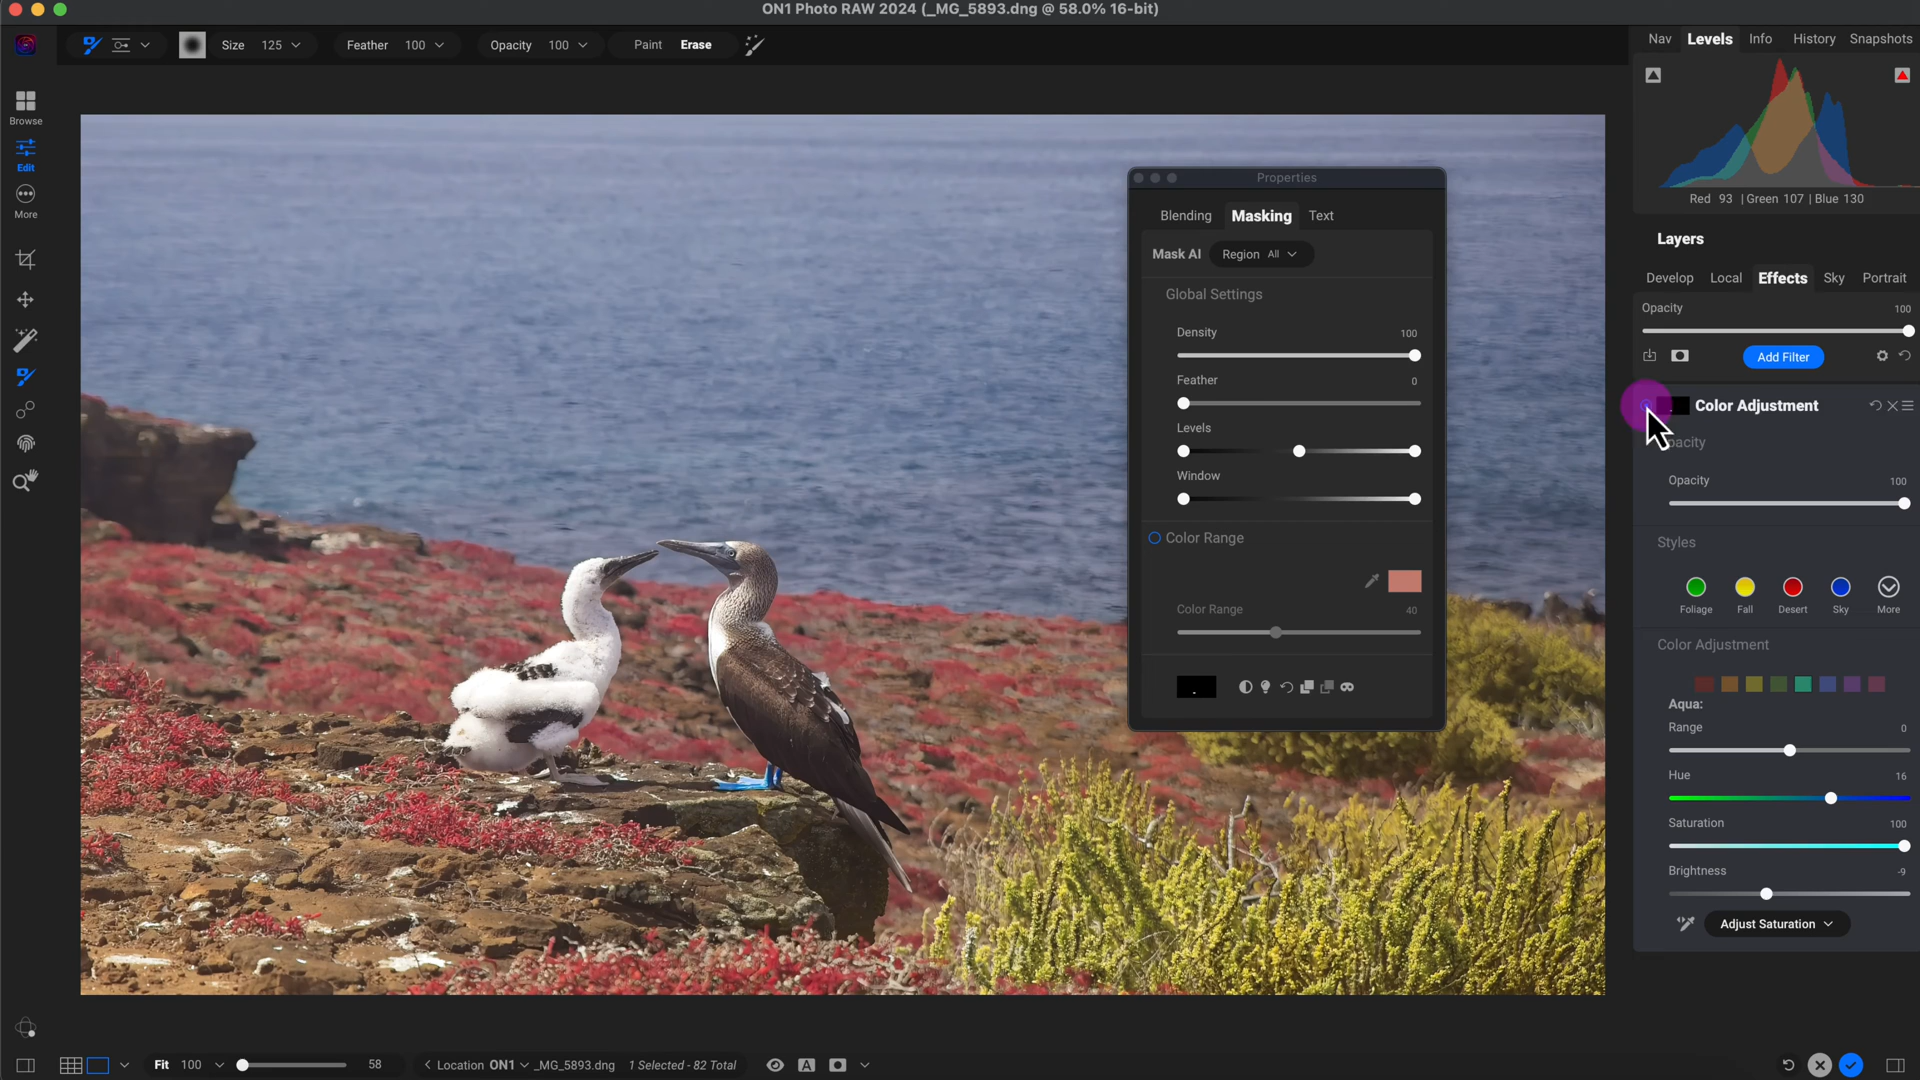 ON1 Photo RAW 2024 (_MG_5893.dng @ 58.0% 16-bit)
Size 125 Feather 100 Opacity 100 Paint Erase
Nav Levels Info History Snapshots
Browse
Edit
More
Red 93 | Green 107 | Blue 130
Layers
Develop Local Effects Sky Portrait
Opacity 100
Add Filter
Color Adjustment
Opacity 100
Styles
Foliage Fall Desert Sky More
Color Adjustment
Aqua:
Range 0
Hue 16
Saturation 100
Brightness -9
Adjust Saturation
Properties
Blending Masking Text
Mask AI Region All
Global Settings
Density 100
Feather 0
Levels
Window
Color Range
Color Range 40
Fit 100 58 Location ON1 _MG_5893.dng 1 Selected - 82 Total A